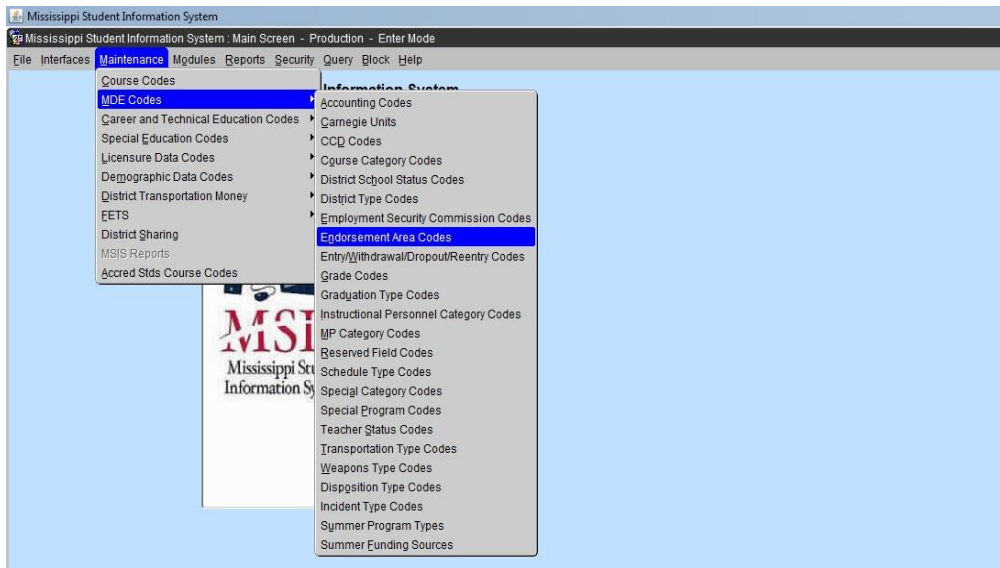 Mississippi Student Information System
Mississippi Student Information System : Main Screen - Production - Enter Mode
File Interfaces Maintenance Modules Reports Security Query Block Help
Information System
Course Codes
MDE Codes
Career and Technical Education Codes
Special Education Codes
Licensure Data Codes
Demographic Data Codes
District Transportation Money
FETS
District Sharing
MSIS Reports
Accred Stds Course Codes
Accounting Codes
Carnegie Units
CCD Codes
Course Category Codes
District School Status Codes
District Type Codes
Employment Security Commission Codes
Endorsement Area Codes
Entry/Withdrawal/Dropout/Reentry Codes
Grade Codes
Graduation Type Codes
Instructional Personnel Category Codes
MP Category Codes
Reserved Field Codes
Schedule Type Codes
Special Category Codes
Special Program Codes
Teacher Status Codes
Transportation Type Codes
Weapons Type Codes
Disposition Type Codes
Incident Type Codes
Summer Program Types
Summer Funding Sources
MSI
Mississippi Stu
Information Sy